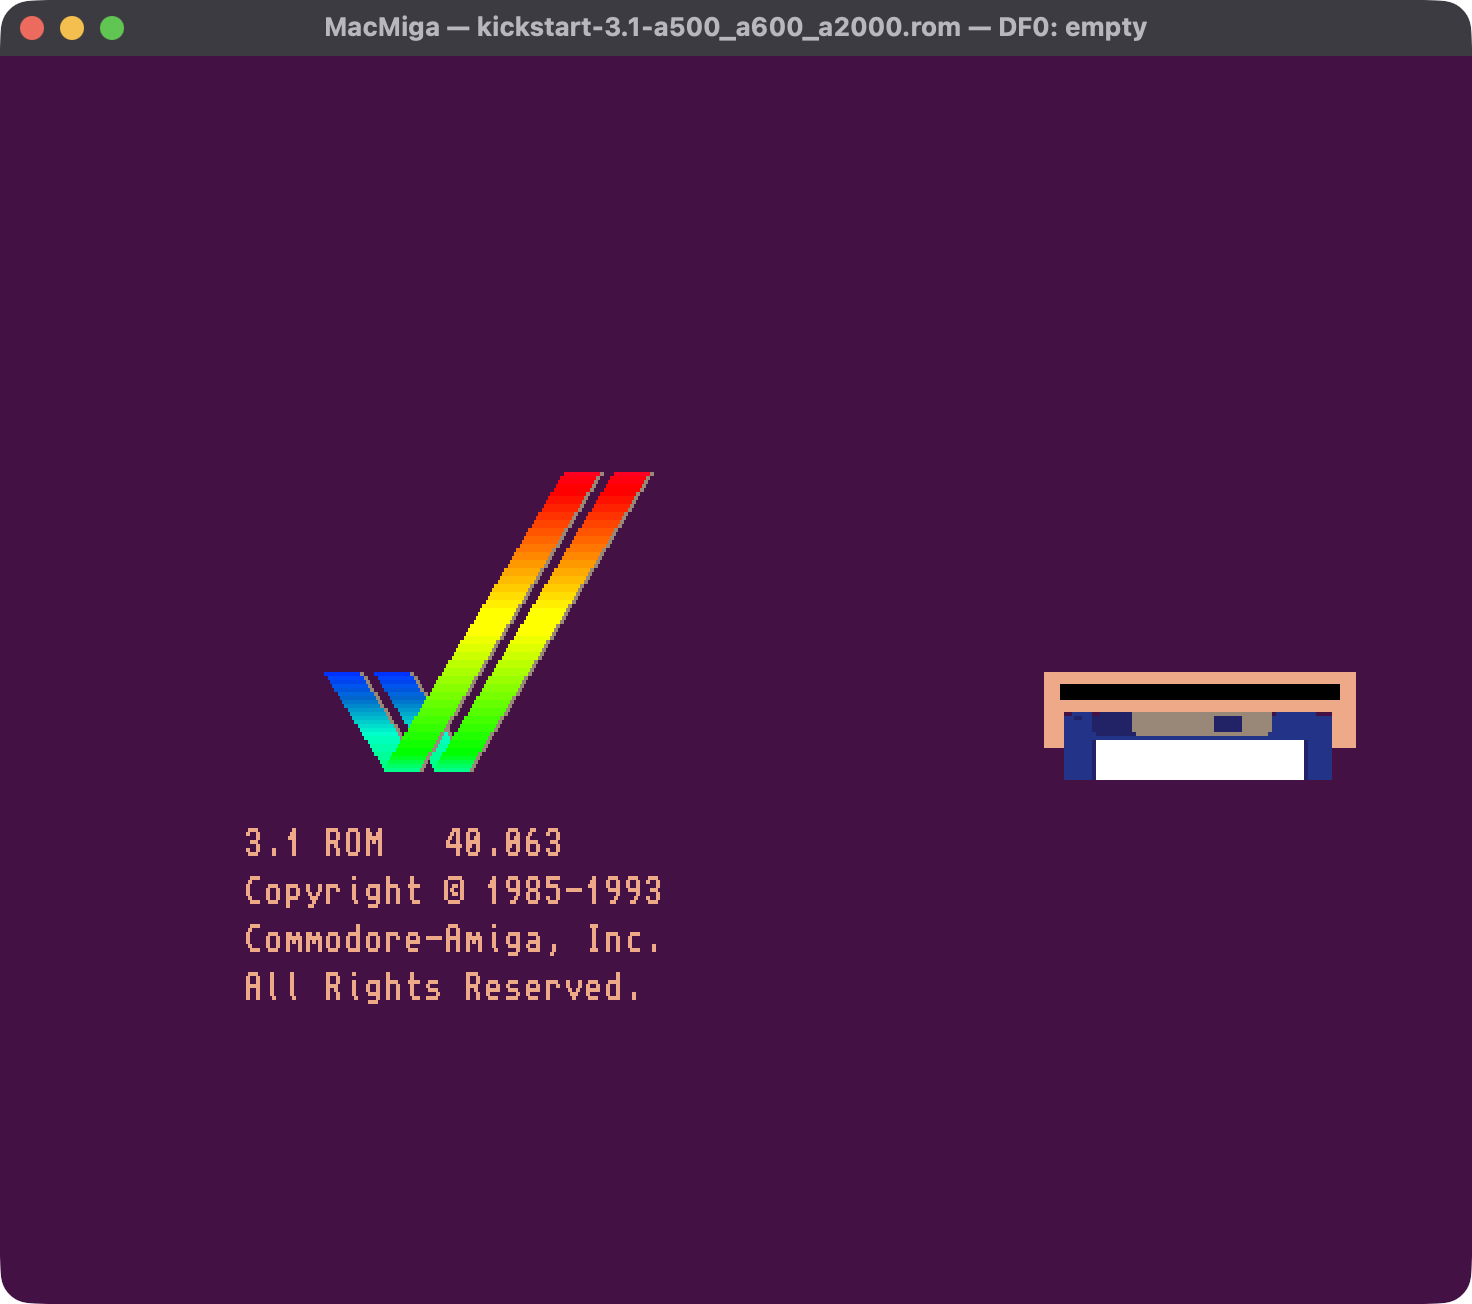 MacMiga — kickstart-3.1-a500_a600_a2000.rom — DF0: empty
3.1 ROM   40.063
Copyright © 1985-1993
Commodore-Amiga, Inc.
All Rights Reserved.